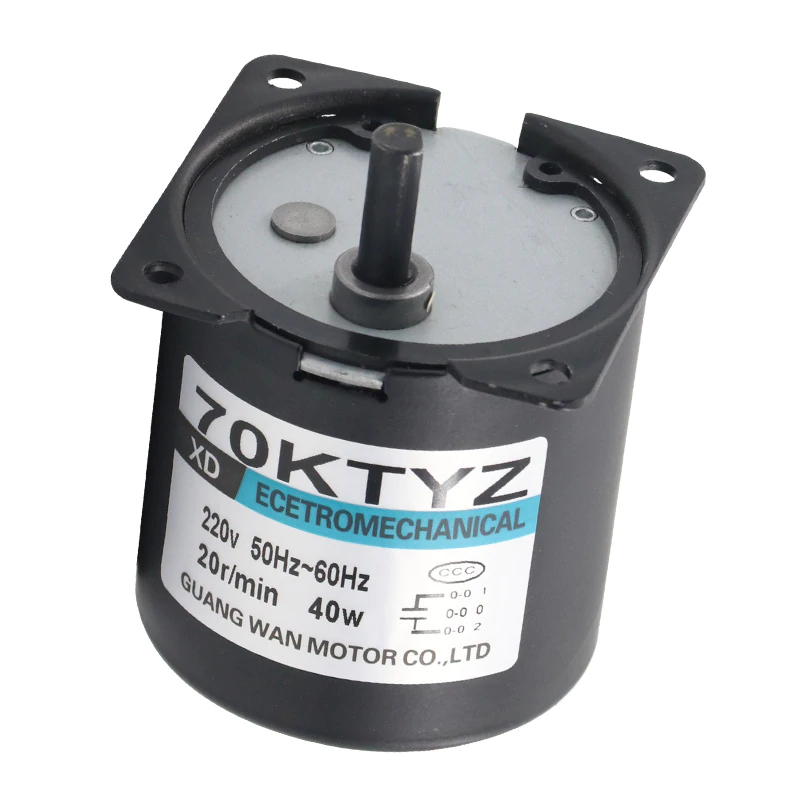 70KTYZ
XD
ECETROMECHANICAL
220v 50Hz~60Hz
20r/min 40w
CCC
0-0 1
0-0 0
0-0 2
GUANG WAN MOTOR CO.,LTD